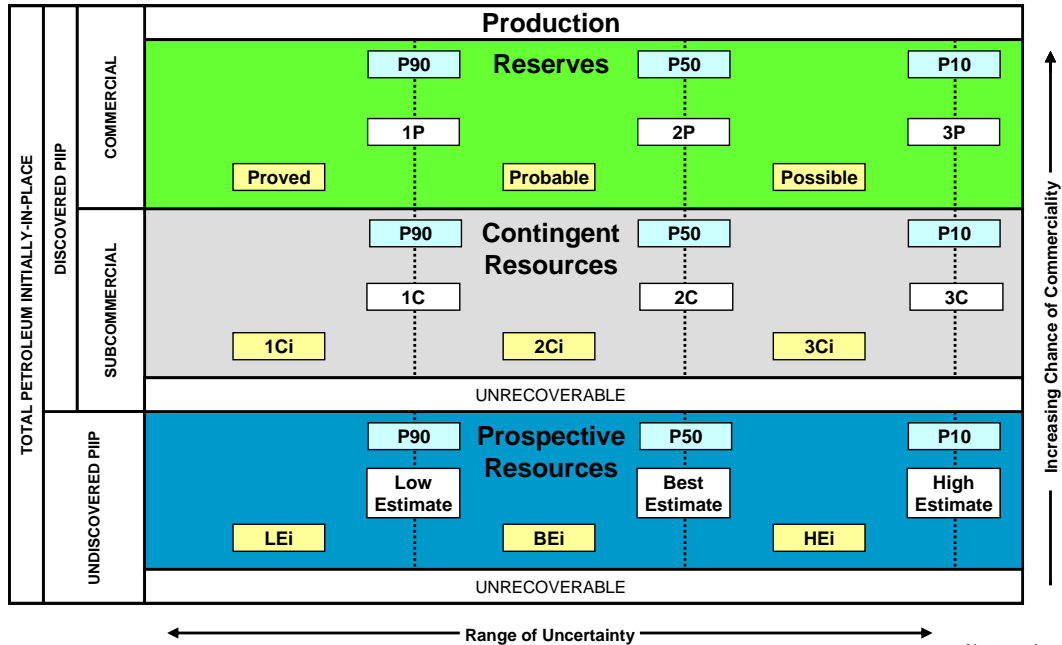 Production
TOTAL PETROLEUM INITIALLY-IN-PLACE
DISCOVERED PIIP
COMMERCIAL
P90
Reserves
P50
P10
1P
2P
3P
Proved
Probable
Possible
SUBCOMMERCIAL
P90
Contingent
Resources
P50
P10
1C
2C
3C
1Ci
2Ci
3Ci
UNRECOVERABLE
UNDISCOVERED PIIP
P90
Prospective
Resources
P50
P10
Low
Estimate
Best
Estimate
High
Estimate
LEi
BEi
HEi
UNRECOVERABLE
Increasing Chance of Commerciality
Range of Uncertainty